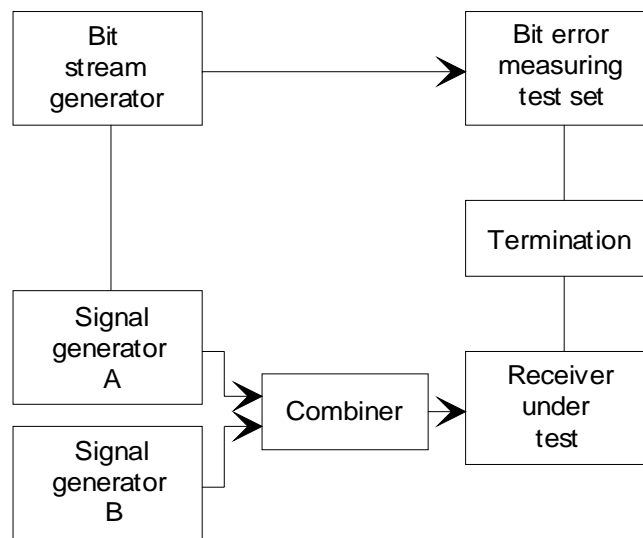 Bit
stream
generator
Bit error
measuring
test set
Termination
Signal
generator
A
Combiner
Receiver
under
test
Signal
generator
B